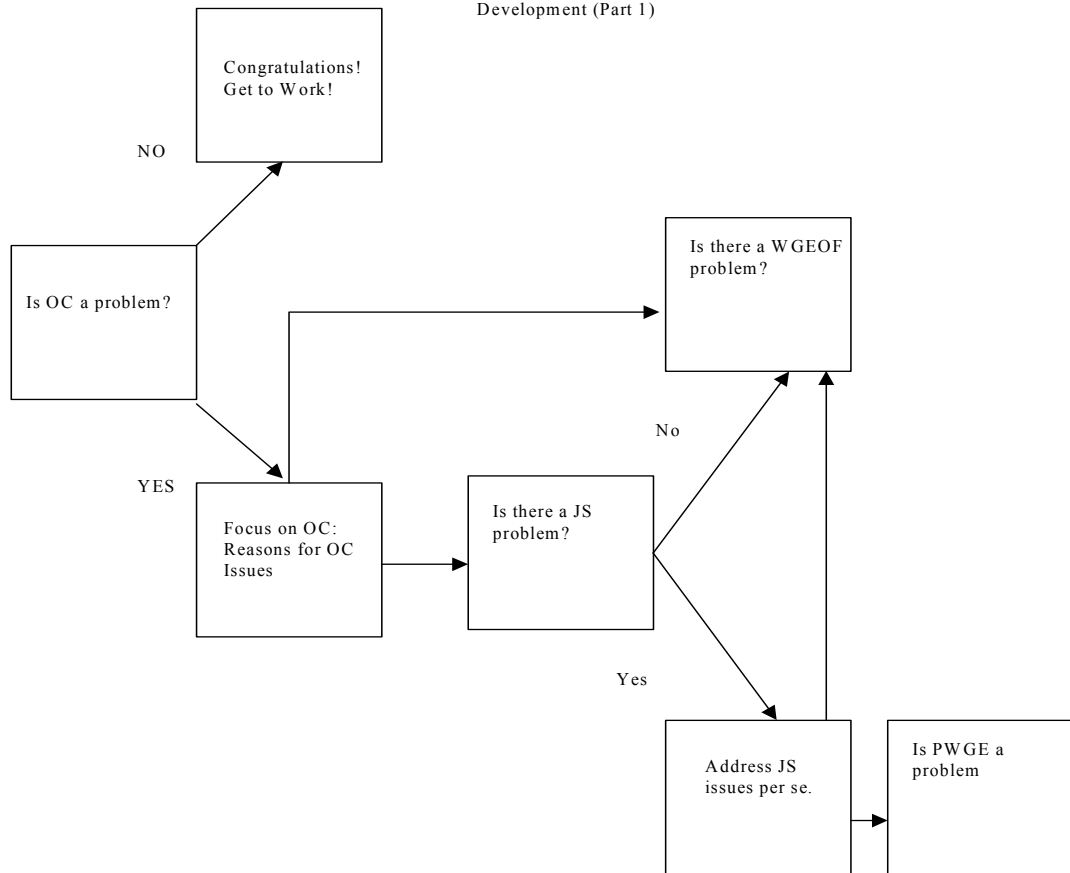 Development (Part 1)
Congratulations!
Get to Work!
NO
Is there a WGEOF
problem?
Is OC a problem?
No
YES
Is there a JS
problem?
Focus on OC:
Reasons for OC
Issues
Yes
Is PWGE a
problem
Address JS
issues per se.